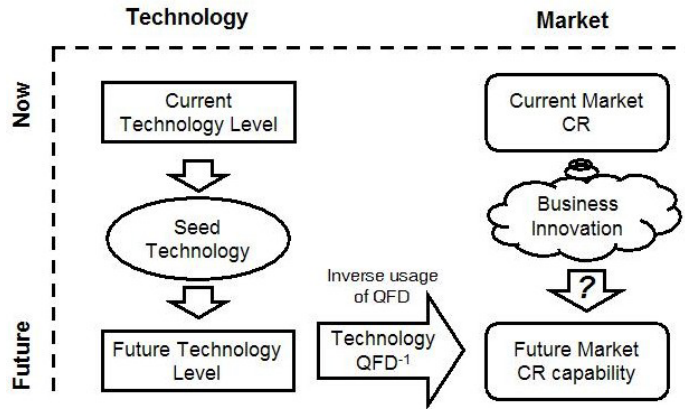 Technology
Market
Now
Current
Technology Level
Current Market
CR
Seed
Technology
Business
Innovation
Inverse usage
of QFD
?
Future
Future Technology
Level
Technology
QFD⁻¹
Future Market
CR capability